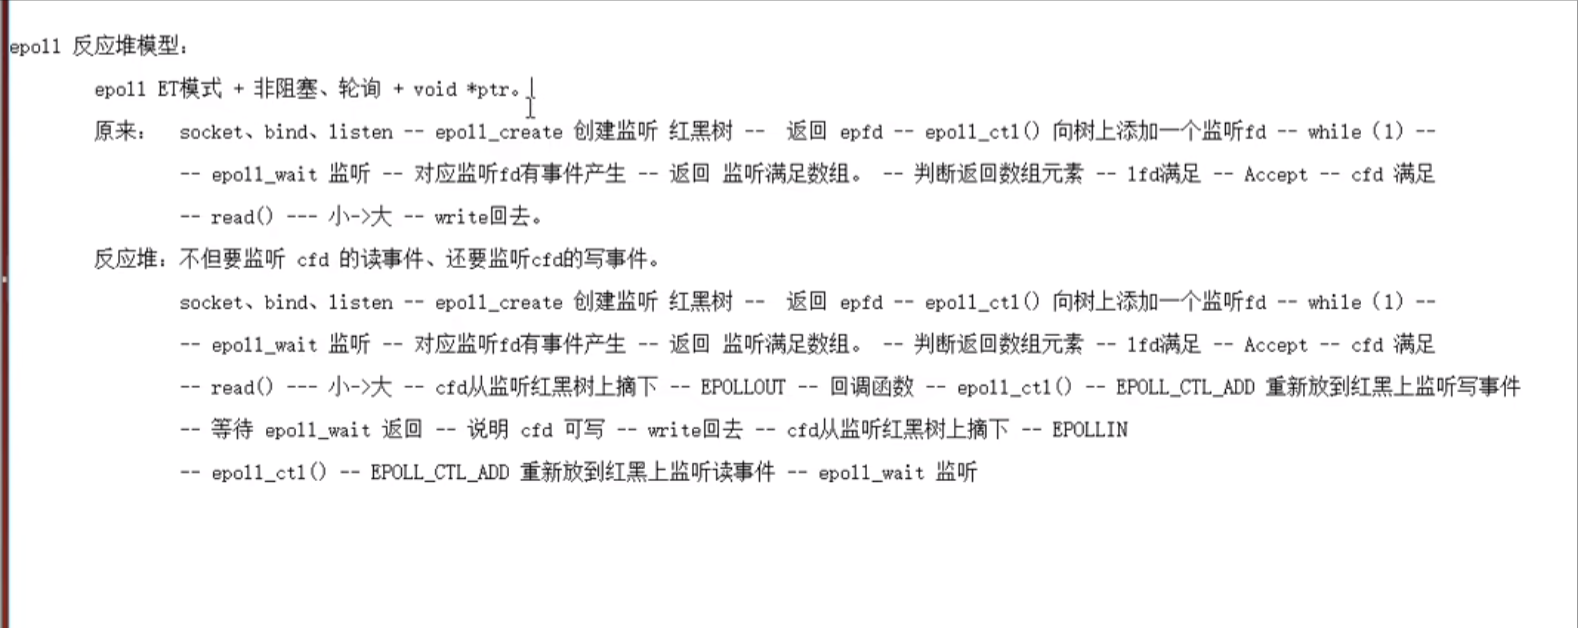 epoll 反应堆模型：
epoll ET模式 + 非阻塞、轮询 + void *ptr。
原来： socket、bind、listen -- epoll_create 创建监听 红黑树 -- 返回 epfd -- epoll_ctl() 向树上添加一个监听fd -- while（1）--
-- epoll_wait 监听 -- 对应监听fd有事件产生 -- 返回 监听满足数组。 -- 判断返回数组元素 -- lfd满足 -- Accept -- cfd 满足
-- read() --- 小->大 -- write回去。
反应堆：不但要监听 cfd 的读事件、还要监听cfd的写事件。
socket、bind、listen -- epoll_create 创建监听 红黑树 -- 返回 epfd -- epoll_ctl() 向树上添加一个监听fd -- while（1）--
-- epoll_wait 监听 -- 对应监听fd有事件产生 -- 返回 监听满足数组。 -- 判断返回数组元素 -- lfd满足 -- Accept -- cfd 满足
-- read() --- 小->大 -- cfd从监听红黑树上摘下 -- EPOLLOUT -- 回调函数 -- epoll_ctl() -- EPOLL_CTL_ADD 重新放到红黑上监听写事件
-- 等待 epoll_wait 返回 -- 说明 cfd 可写 -- write回去 -- cfd从监听红黑树上摘下 -- EPOLLIN
-- epoll_ctl() -- EPOLL_CTL_ADD 重新放到红黑上监听读事件 -- epoll_wait 监听